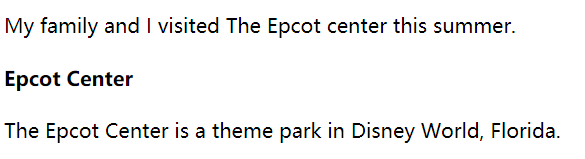 My family and I visited The Epcot center this summer.
Epcot Center
The Epcot Center is a theme park in Disney World, Florida.